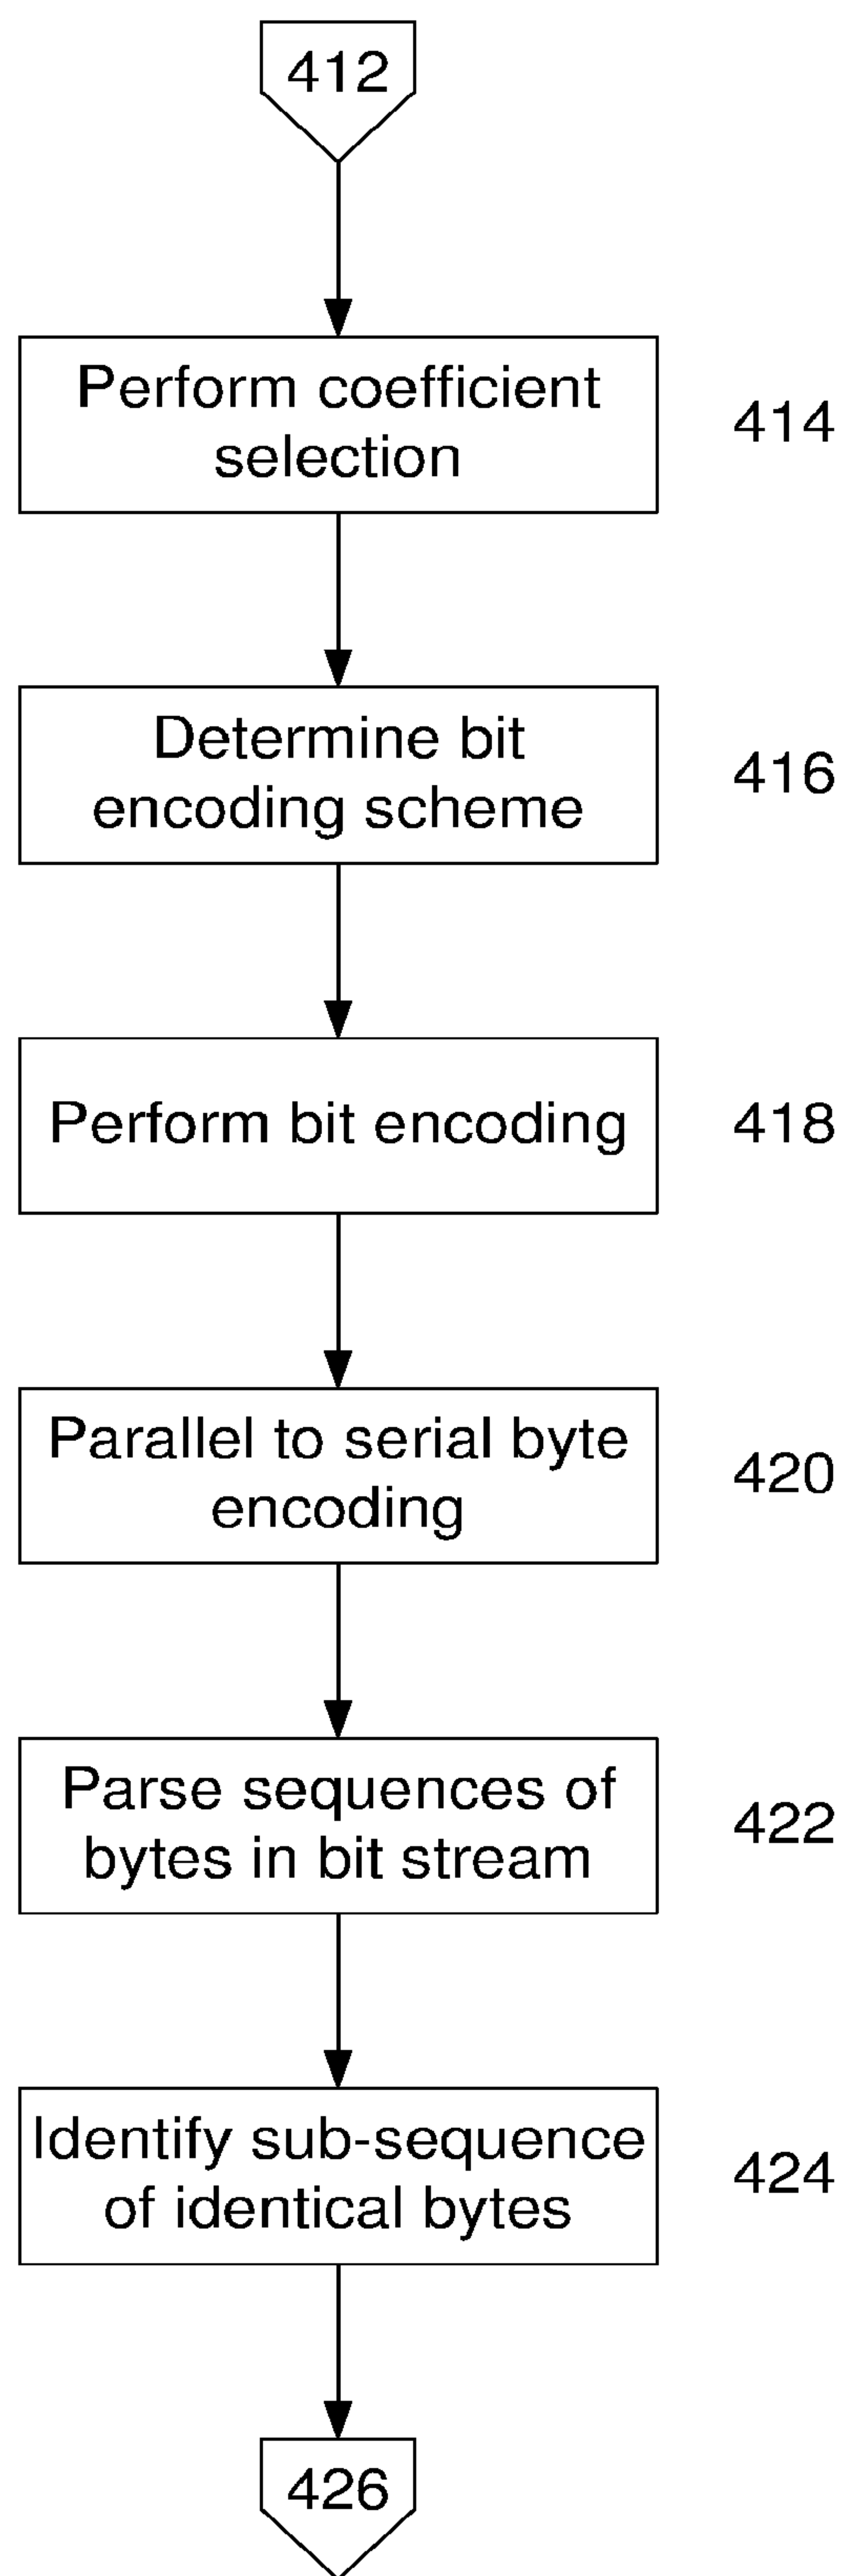 412
Perform coefficient
selection
414
Determine bit
encoding scheme
416
Perform bit encoding
418
Parallel to serial byte
encoding
420
Parse sequences of
bytes in bit stream
422
Identify sub-sequence
of identical bytes
424
426